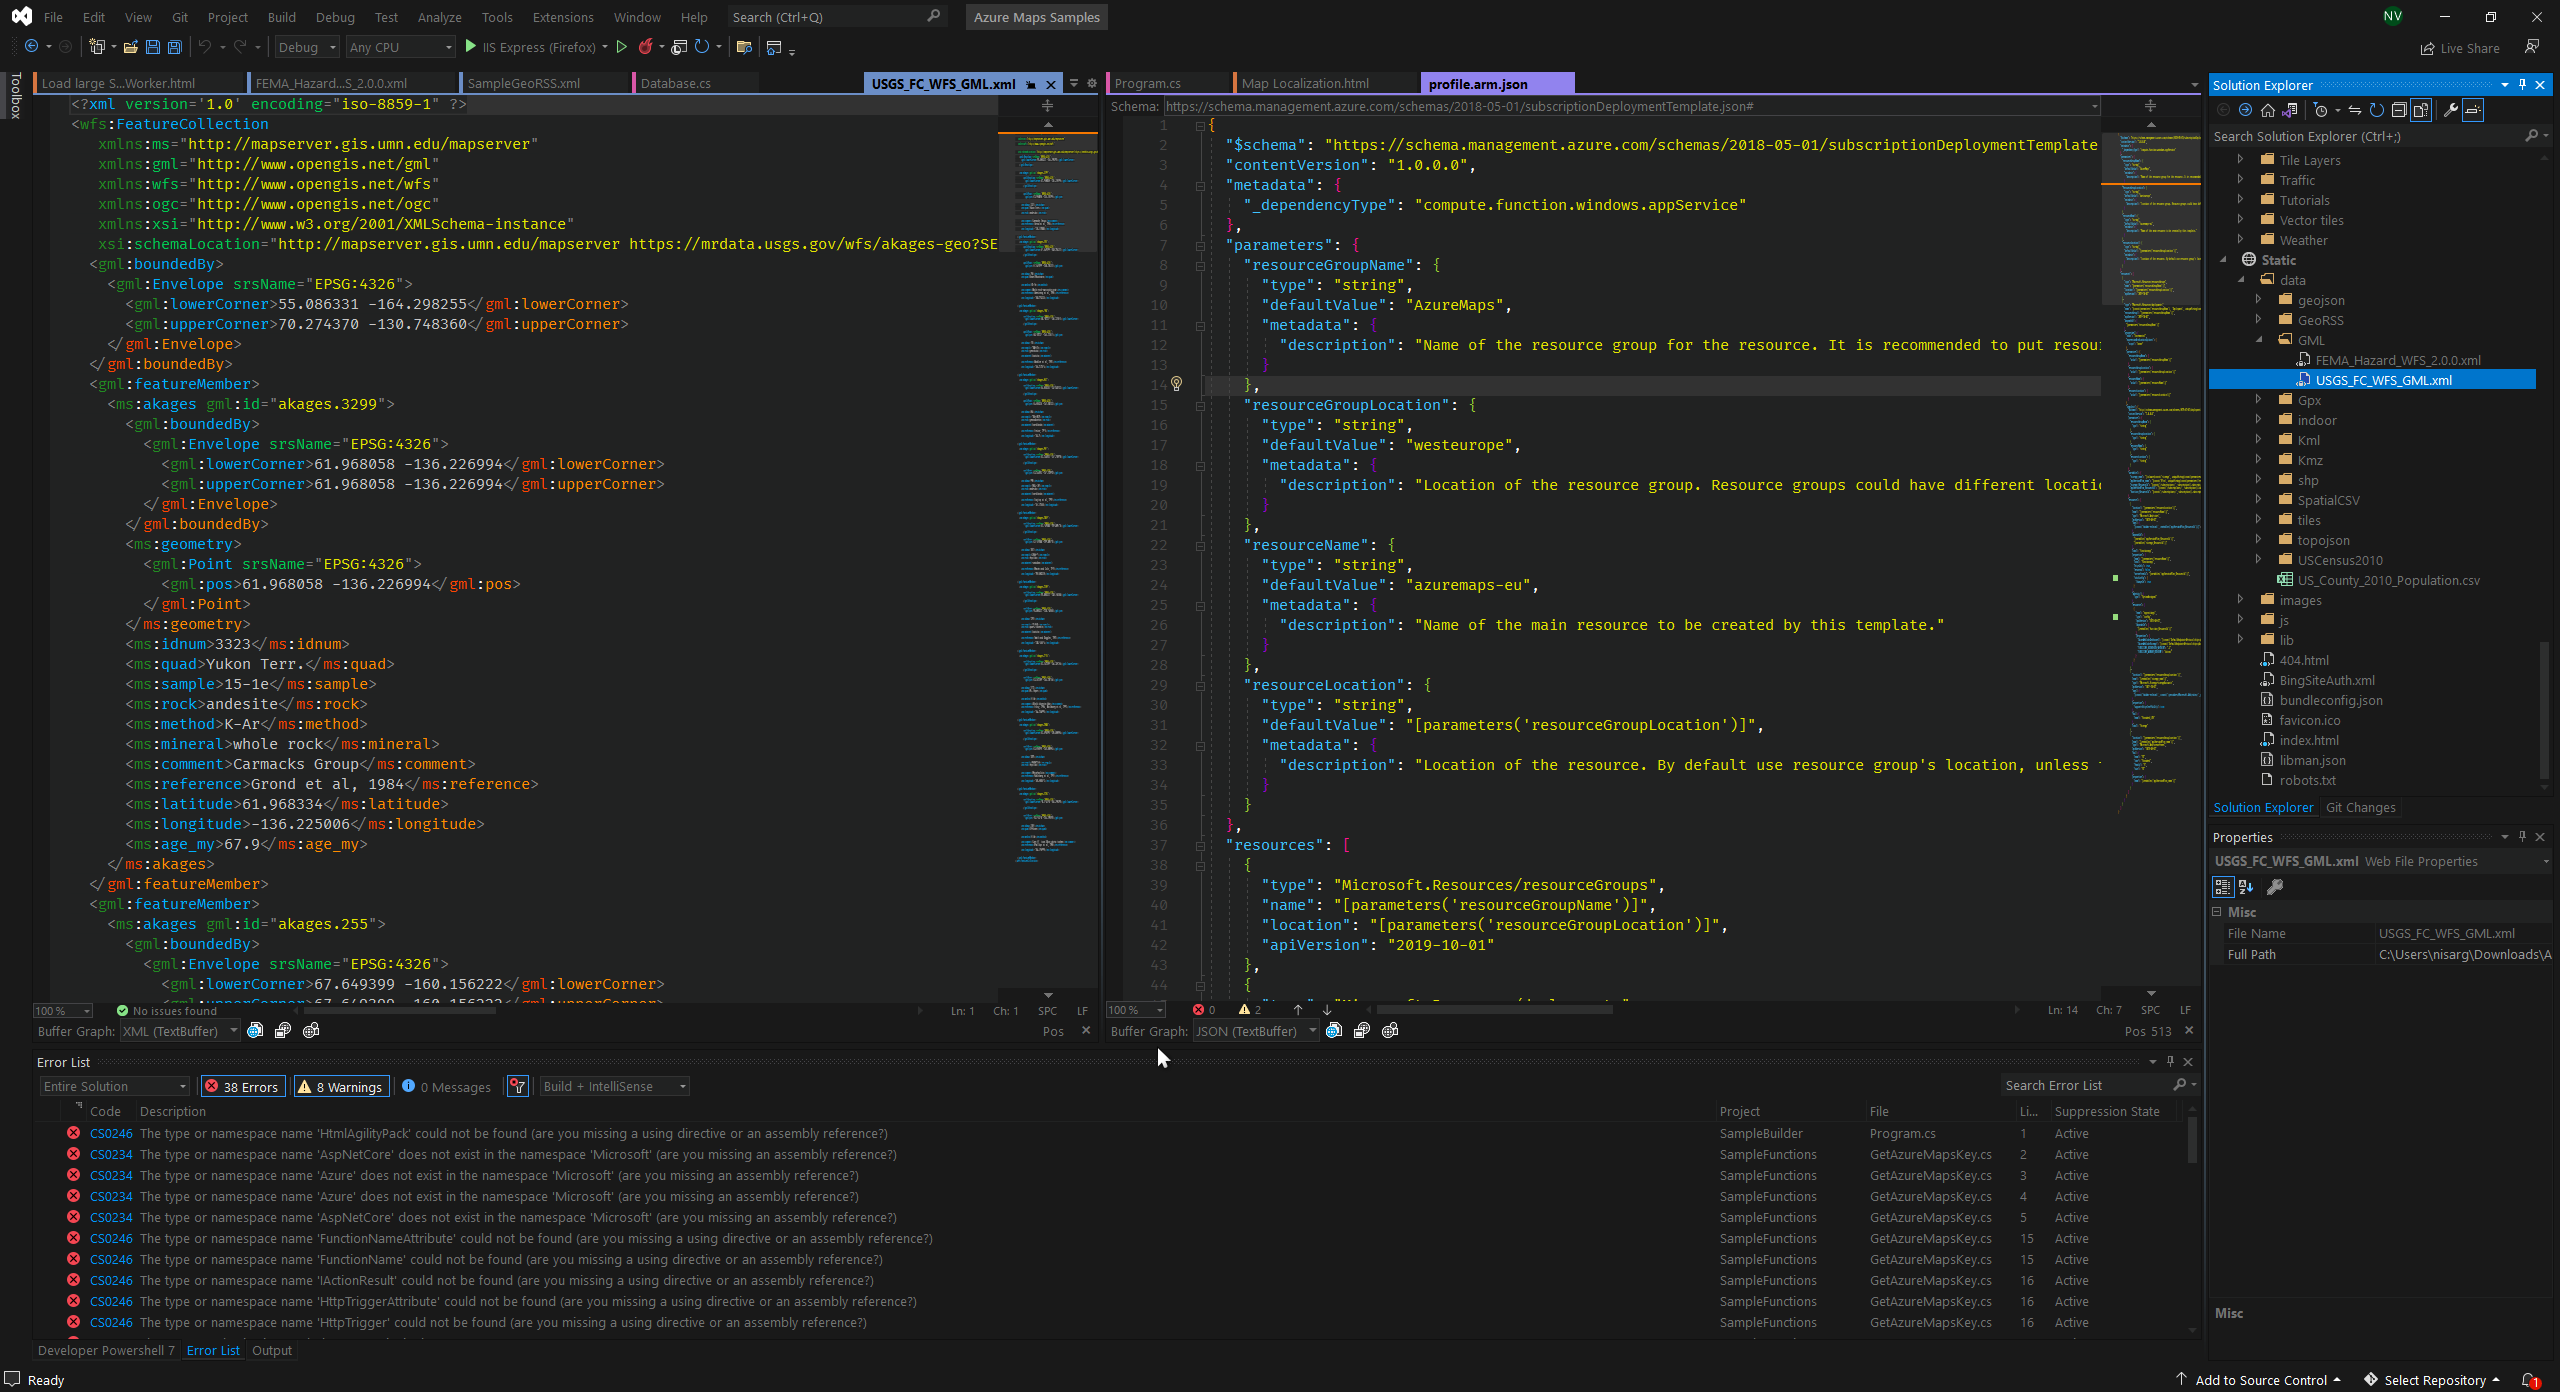 File Edit View Git Project Build Debug Test Analyze Tools Extensions Window Help Search (Ctrl+Q) Azure Maps Samples NV
Debug Any CPU IIS Express (Firefox) Live Share
Toolbox
Load large S...Worker.html FEMA_Hazard...S_2.0.0.xml SampleGeoRSS.xml Database.cs USGS_FC_WFS_GML.xml
<?xml version='1.0' encoding="iso-8859-1" ?>
<wfs:FeatureCollection
xmlns:ms="http://mapserver.gis.umn.edu/mapserver"
xmlns:gml="http://www.opengis.net/gml"
xmlns:wfs="http://www.opengis.net/wfs"
xmlns:ogc="http://www.opengis.net/ogc"
xmlns:xsi="http://www.w3.org/2001/XMLSchema-instance"
xsi:schemaLocation="http://mapserver.gis.umn.edu/mapserver https://mrdata.usgs.gov/wfs/akages-geo?SE
<gml:boundedBy>
<gml:Envelope srsName="EPSG:4326">
<gml:lowerCorner>55.086331 -164.298255</gml:lowerCorner>
<gml:upperCorner>70.274370 -130.748360</gml:upperCorner>
</gml:Envelope>
</gml:boundedBy>
<gml:featureMember>
<ms:akages gml:id="akages.3299">
<gml:boundedBy>
<gml:Envelope srsName="EPSG:4326">
<gml:lowerCorner>61.968058 -136.226994</gml:lowerCorner>
<gml:upperCorner>61.968058 -136.226994</gml:upperCorner>
</gml:Envelope>
</gml:boundedBy>
<ms:geometry>
<gml:Point srsName="EPSG:4326">
<gml:pos>61.968058 -136.226994</gml:pos>
</gml:Point>
</ms:geometry>
<ms:idnum>3323</ms:idnum>
<ms:quad>Yukon Terr.</ms:quad>
<ms:sample>15-1e</ms:sample>
<ms:rock>andesite</ms:rock>
<ms:method>K-Ar</ms:method>
<ms:mineral>whole rock</ms:mineral>
<ms:comment>Carmacks Group</ms:comment>
<ms:reference>Grond et al, 1984</ms:reference>
<ms:latitude>61.968334</ms:latitude>
<ms:longitude>-136.225006</ms:longitude>
<ms:age_my>67.9</ms:age_my>
</ms:akages>
</gml:featureMember>
<gml:featureMember>
<ms:akages gml:id="akages.255">
<gml:boundedBy>
<gml:Envelope srsName="EPSG:4326">
<gml:lowerCorner>67.649399 -160.156222</gml:lowerCorner>
<gml:upperCorner>67.649399 -160.156222</gml:upperCorner>
100 % No issues found Ln: 1 Ch: 1 SPC LF
Buffer Graph: XML (TextBuffer) Pos
Program.cs Map Localization.html profile.arm.json
Schema: https://schema.management.azure.com/schemas/2018-05-01/subscriptionDeploymentTemplate.json#
1 {
2 "$schema": "https://schema.management.azure.com/schemas/2018-05-01/subscriptionDeploymentTemplate
3 "contentVersion": "1.0.0.0",
4 "metadata": {
5 "_dependencyType": "compute.function.windows.appService"
6 },
7 "parameters": {
8 "resourceGroupName": {
9 "type": "string",
10 "defaultValue": "AzureMaps",
11 "metadata": {
12 "description": "Name of the resource group for the resource. It is recommended to put resou
13 }
14 },
15 "resourceGroupLocation": {
16 "type": "string",
17 "defaultValue": "westeurope",
18 "metadata": {
19 "description": "Location of the resource group. Resource groups could have different locatio
20 }
21 },
22 "resourceName": {
23 "type": "string",
24 "defaultValue": "azuremaps-eu",
25 "metadata": {
26 "description": "Name of the main resource to be created by this template."
27 }
28 },
29 "resourceLocation": {
30 "type": "string",
31 "defaultValue": "[parameters('resourceGroupLocation')]",
32 "metadata": {
33 "description": "Location of the resource. By default use resource group's location, unless
34 }
35 }
36 },
37 "resources": [
38 {
39 "type": "Microsoft.Resources/resourceGroups",
40 "name": "[parameters('resourceGroupName')]",
41 "location": "[parameters('resourceGroupLocation')]",
42 "apiVersion": "2019-10-01"
43 },
44 {
100 % 0 2 Ln: 14 Ch: 7 SPC LF
Buffer Graph: JSON (TextBuffer) Pos 513
Solution Explorer
Search Solution Explorer (Ctrl+;)
Tile Layers
Traffic
Tutorials
Vector tiles
Weather
Static
data
geojson
GeoRSS
GML
FEMA_Hazard_WFS_2.0.0.xml
USGS_FC_WFS_GML.xml
Gpx
indoor
Kml
Kmz
shp
SpatialCSV
tiles
topojson
USCensus2010
US_County_2010_Population.csv
images
js
lib
404.html
BingSiteAuth.xml
bundleconfig.json
favicon.ico
index.html
libman.json
robots.txt
Solution Explorer Git Changes
Properties
USGS_FC_WFS_GML.xml Web File Properties
Misc
File Name USGS_FC_WFS_GML.xml
Full Path C:\Users\nisarg\Downloads\A
Misc
Error List
Entire Solution 38 Errors 8 Warnings 0 Messages Build + IntelliSense Search Error List
Code Description Project File Li... Suppression State
CS0246 The type or namespace name 'HtmlAgilityPack' could not be found (are you missing a using directive or an assembly reference?) SampleBuilder Program.cs 1 Active
CS0234 The type or namespace name 'AspNetCore' does not exist in the namespace 'Microsoft' (are you missing an assembly reference?) SampleFunctions GetAzureMapsKey.cs 2 Active
CS0234 The type or namespace name 'Azure' does not exist in the namespace 'Microsoft' (are you missing an assembly reference?) SampleFunctions GetAzureMapsKey.cs 3 Active
CS0234 The type or namespace name 'Azure' does not exist in the namespace 'Microsoft' (are you missing an assembly reference?) SampleFunctions GetAzureMapsKey.cs 4 Active
CS0234 The type or namespace name 'AspNetCore' does not exist in the namespace 'Microsoft' (are you missing an assembly reference?) SampleFunctions GetAzureMapsKey.cs 5 Active
CS0246 The type or namespace name 'FunctionNameAttribute' could not be found (are you missing a using directive or an assembly reference?) SampleFunctions GetAzureMapsKey.cs 15 Active
CS0246 The type or namespace name 'FunctionName' could not be found (are you missing a using directive or an assembly reference?) SampleFunctions GetAzureMapsKey.cs 15 Active
CS0246 The type or namespace name 'IActionResult' could not be found (are you missing a using directive or an assembly reference?) SampleFunctions GetAzureMapsKey.cs 16 Active
CS0246 The type or namespace name 'HttpTriggerAttribute' could not be found (are you missing a using directive or an assembly reference?) SampleFunctions GetAzureMapsKey.cs 16 Active
CS0246 The type or namespace name 'HttpTrigger' could not be found (are you missing a using directive or an assembly reference?) SampleFunctions GetAzureMapsKey.cs 16 Active
Developer Powershell 7 Error List Output
Ready Add to Source Control Select Repository 1